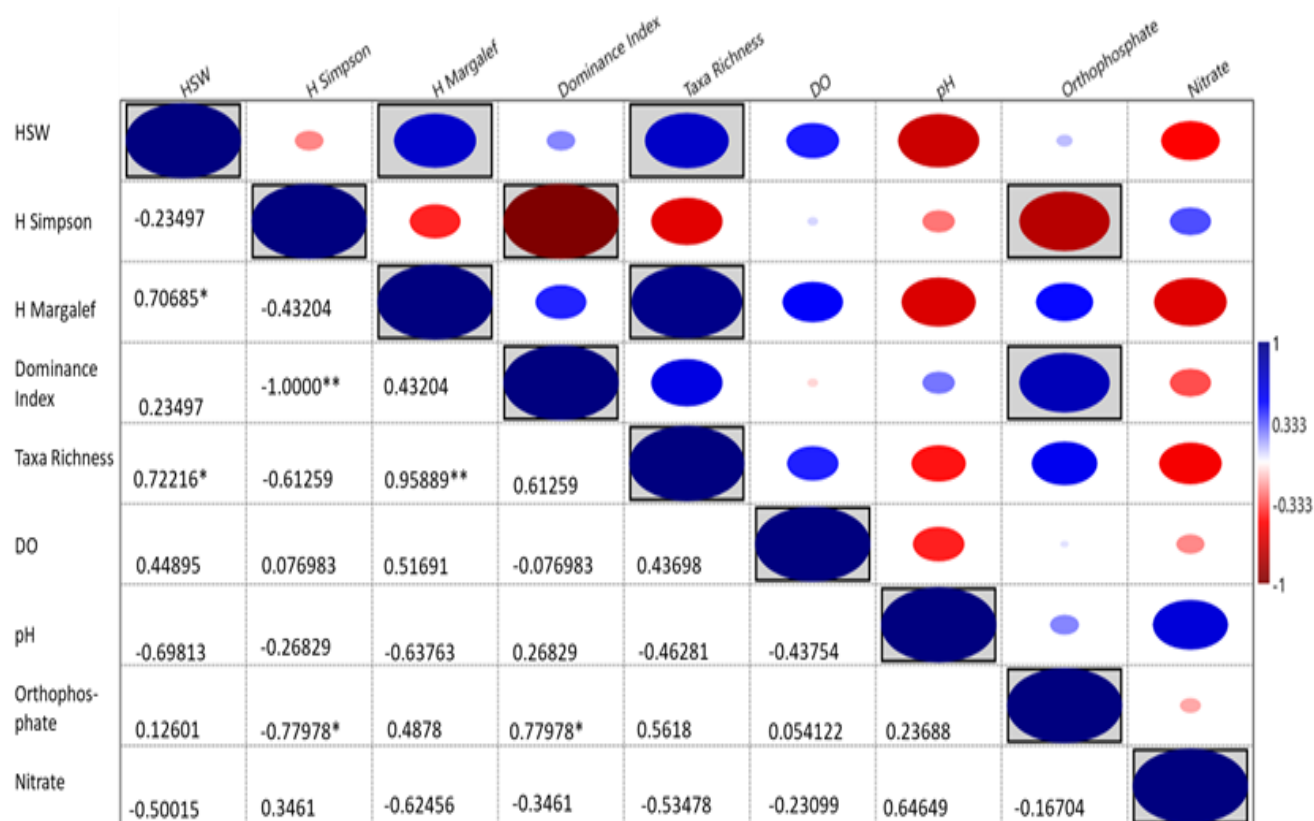 HSW H Simpson H Margalef Dominance Index Taxa Richness DO pH Orthophosphate Nitrate
HSW
H Simpson -0.23497
H Margalef 0.70685* -0.43204
Dominance
Index
0.23497 -1.0000** 0.43204
Taxa Richness 0.72216* -0.61259 0.95889** 0.61259
DO 0.44895 0.076983 0.51691 -0.076983 0.43698
pH -0.69813 -0.26829 -0.63763 0.26829 -0.46281 -0.43754
Orthophos-
phate
0.12601 -0.77978* 0.4878 0.77978* 0.5618 0.054122 0.23688
Nitrate
-0.50015 0.3461 -0.62456 -0.3461 -0.53478 -0.23099 0.64649 -0.16704
1
0.333
-0.333
-1